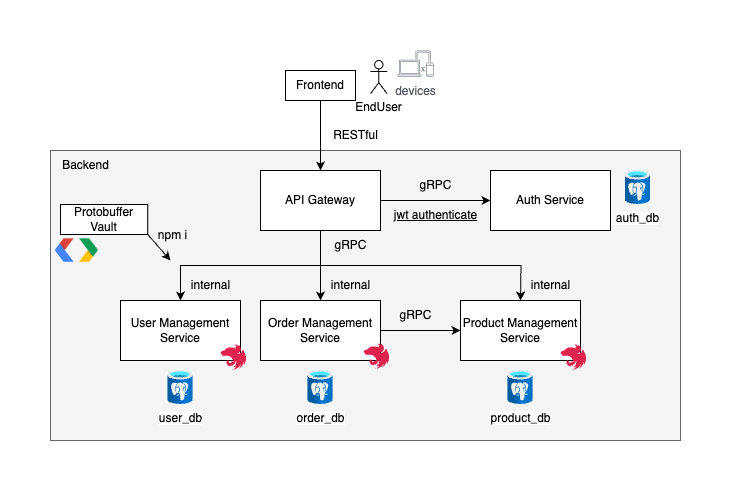 Frontend
devices
EndUser
RESTful
Backend
API Gateway
gRPC
jwt authenticate
Auth Service
auth_db
Protobuffer
Vault
npm i
gRPC
internal
internal
internal
User Management
Service
Order Management
Service
gRPC
Product Management
Service
user_db
order_db
product_db